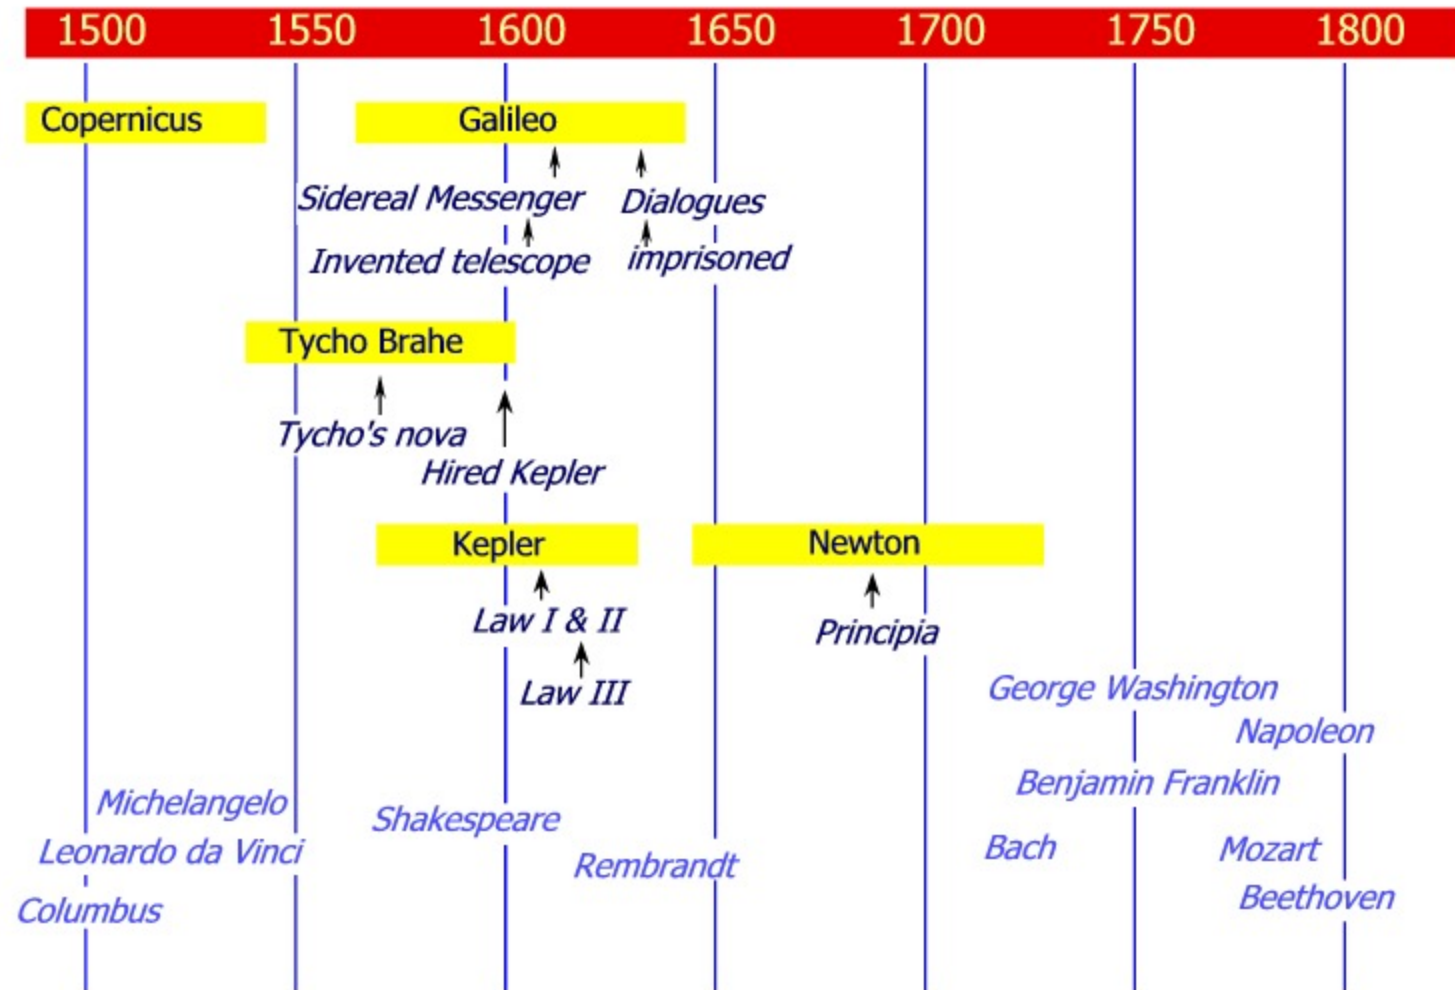 1500 1550 1600 1650 1700 1750 1800
Copernicus Galileo
Sidereal Messenger Dialogues
Invented telescope imprisoned
Tycho Brahe
Tycho's nova
Hired Kepler
Kepler Newton
Law I & II
Principia
Law III
George Washington
Napoleon
Benjamin Franklin
Michelangelo
Shakespeare
Leonardo da Vinci
Bach Mozart
Rembrandt
Beethoven
Columbus